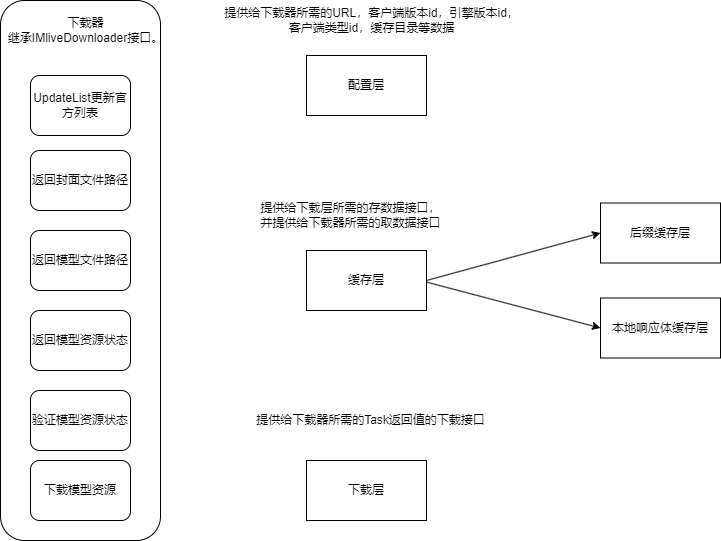 下载器
继承IMliveDownloader接口。
UpdateList更新官
方列表
返回封面文件路径
返回模型文件路径
返回模型资源状态
验证模型资源状态
下载模型资源
提供给下载器所需的URL，客户端版本id，引擎版本id，
客户端类型id，缓存目录等数据
配置层
提供给下载层所需的存数据接口，
并提供给下载器所需的取数据接口
缓存层
后缀缓存层
本地响应体缓存层
提供给下载器所需的Task返回值的下载接口
下载层